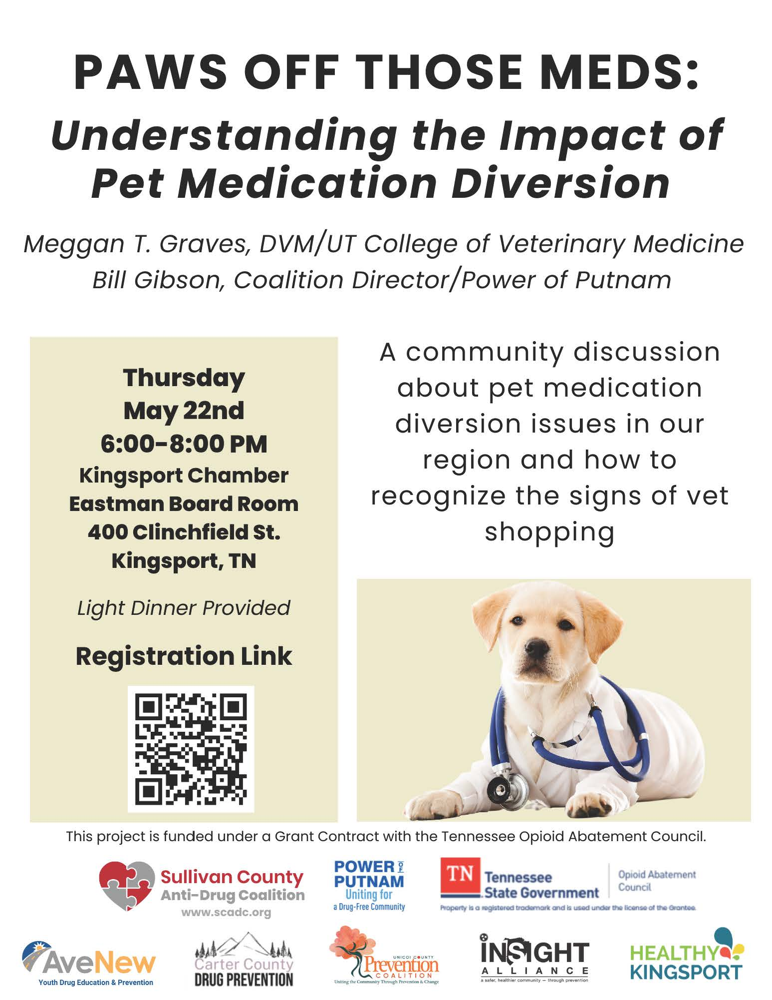 PAWS OFF THOSE MEDS:
Understanding the Impact of
Pet Medication Diversion
Meggan T. Graves, DVM/UT College of Veterinary Medicine
Bill Gibson, Coalition Director/Power of Putnam
Thursday
May 22nd
6:00-8:00 PM
Kingsport Chamber
Eastman Board Room
400 Clinchfield St.
Kingsport, TN
Light Dinner Provided
Registration Link
A community discussion
about pet medication
diversion issues in our
region and how to
recognize the signs of vet
shopping
This project is funded under a Grant Contract with the Tennessee Opioid Abatement Council.
Sullivan County
Anti-Drug Coalition
www.scadc.org
POWER OF
PUTNAM
Uniting for
a Drug-Free Community
TN
Tennessee
State Government
Opioid Abatement
Council
Property is a registered trademark and is used under the license of the Grantee.
AveNew
Youth Drug Education & Prevention
Carter County
DRUG PREVENTION
UNICOI COUNTY
Prevention
COALITION
Uniting the Community Through Prevention & Change
INSIGHT
ALLIANCE
a safer, healthier community — through prevention
HEALTHY
KINGSPORT